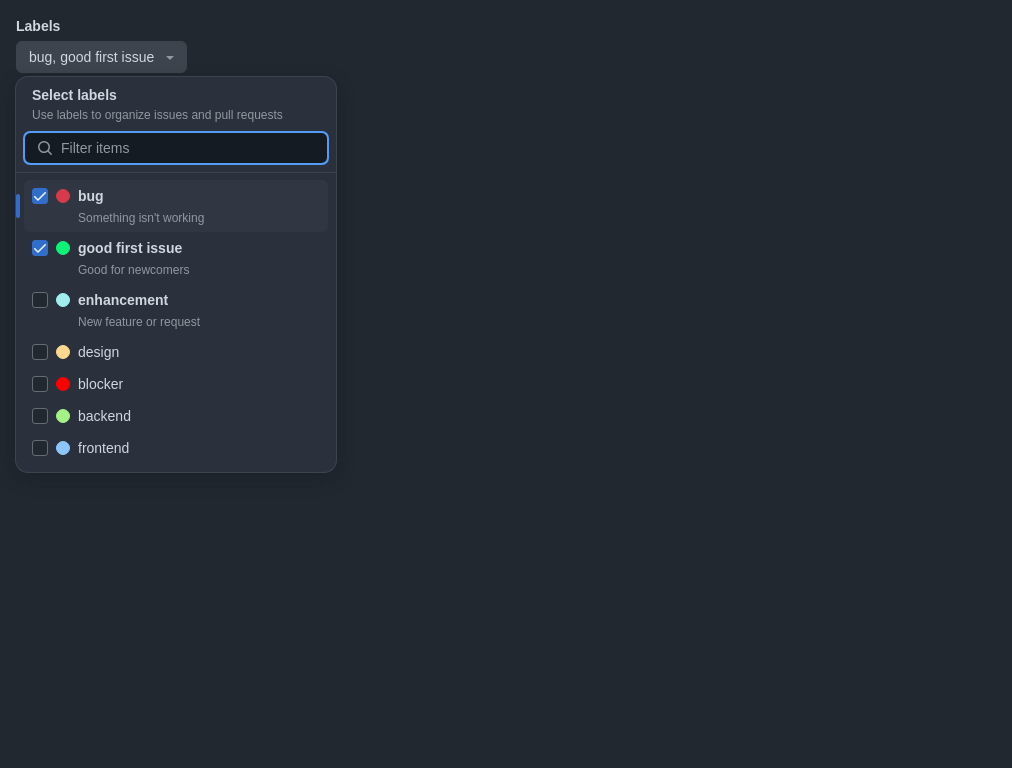 Labels
bug, good first issue
Select labels
Use labels to organize issues and pull requests
Filter items
bug
Something isn't working
good first issue
Good for newcomers
enhancement
New feature or request
design
blocker
backend
frontend